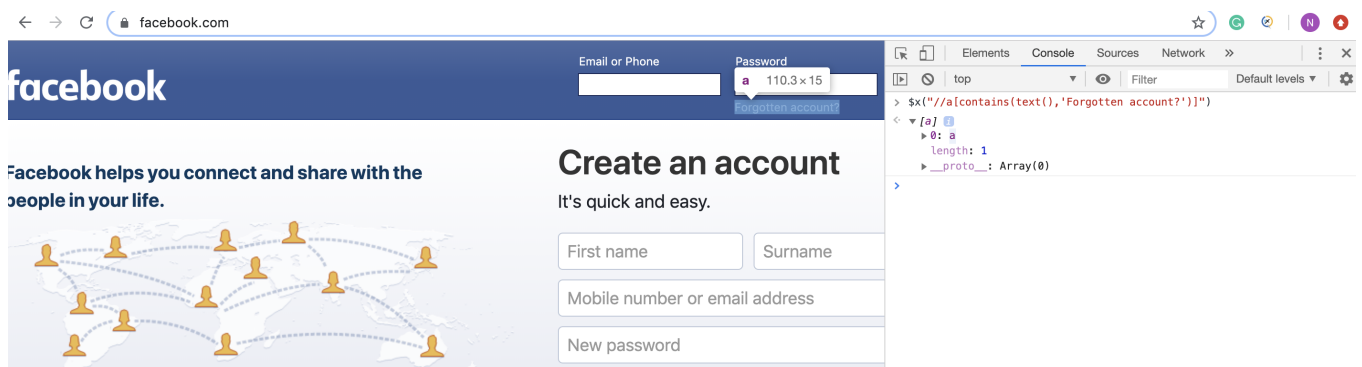 facebook.com
N
Elements Console Sources Network »
top Filter Default levels ▼
Email or Phone Password
a 110.3 × 15
Forgotten account?
facebook
Facebook helps you connect and share with the
people in your life.
Create an account
It's quick and easy.
First name Surname
Mobile number or email address
New password
> $x("//a[contains(text(),'Forgotten account?')]")
▼ [a] i
▶ 0: a
length: 1
▶ __proto__: Array(0)
>